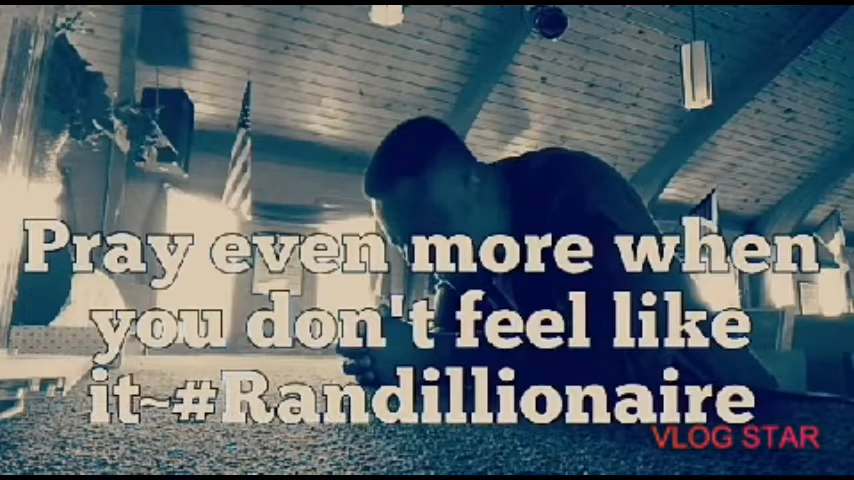 Pray even more when
you don't feel like
it~#Randillionaire
VLOG STAR